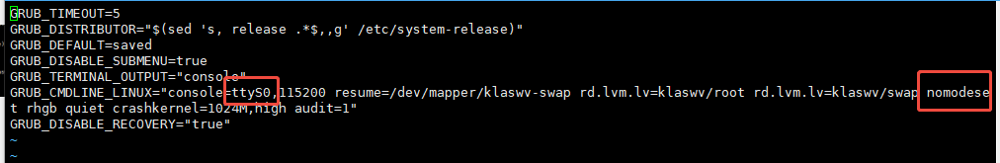 GRUB_TIMEOUT=5
GRUB_DISTRIBUTOR="$(sed 's, release .*$,,g' /etc/system-release)"
GRUB_DEFAULT=saved
GRUB_DISABLE_SUBMENU=true
GRUB_TERMINAL_OUTPUT="console"
GRUB_CMDLINE_LINUX="console=ttyS0,115200 resume=/dev/mapper/klaswv-swap rd.lvm.lv=klaswv/root rd.lvm.lv=klaswv/swap nomodese
t rhgb quiet crashkernel=1024M,high audit=1"
GRUB_DISABLE_RECOVERY="true"
~
~